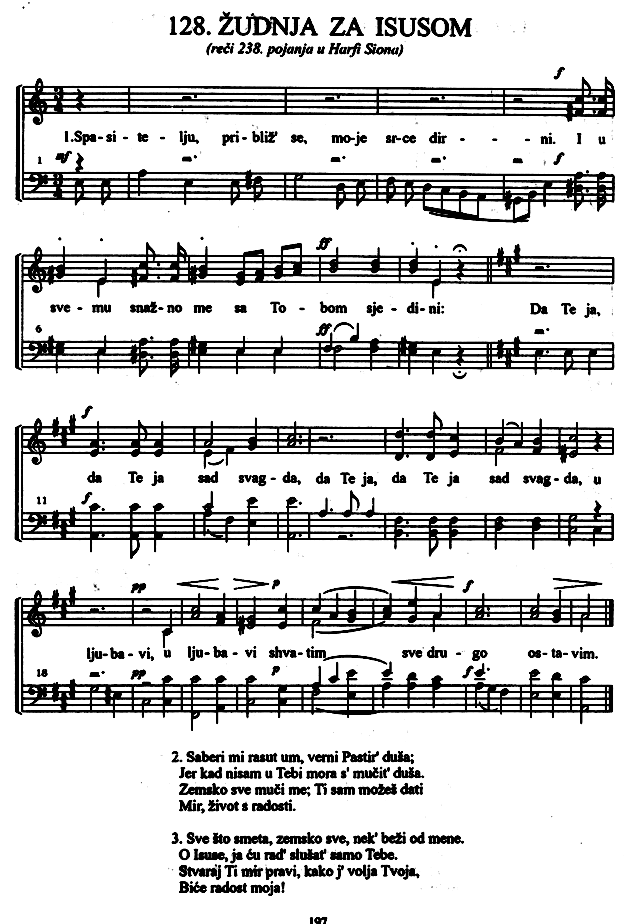 128. ŽUDNJA ZA ISUSOM
(reči 238. pojanja u Harfi Siona)
f
1.Spa-si-te-lju, pri-bliž' se, mo-je sr-ce dir-ni. I u
1 mf m. m. m. f
ff
sve-mu snaž-no me sa To-bom sje-di-ni: Da Te ja,
6 ff m.
f
da Te ja sad svag-da, da Te ja, da Te ja sad svag-da, u
11 f
pp p f
lju-ba-vi, u lju-ba-vi shva-tim sve dru-go os-ta-vim.
18 m. pp p f
2. Saberi mi rasut um, verni Pastir' duša;
Jer kad nisam u Tebi mora s' mučit' duša.
Zemsko sve muči me; Ti sam možeš dati
Mir, život s radosti.
3. Sve što smeta, zemsko sve, nek' beži od mene.
O Isuse, ja ću rad' slušat' samo Tebe.
Stvaraj Ti mir pravi, kako j' volja Tvoja,
Biće radost moja!
197